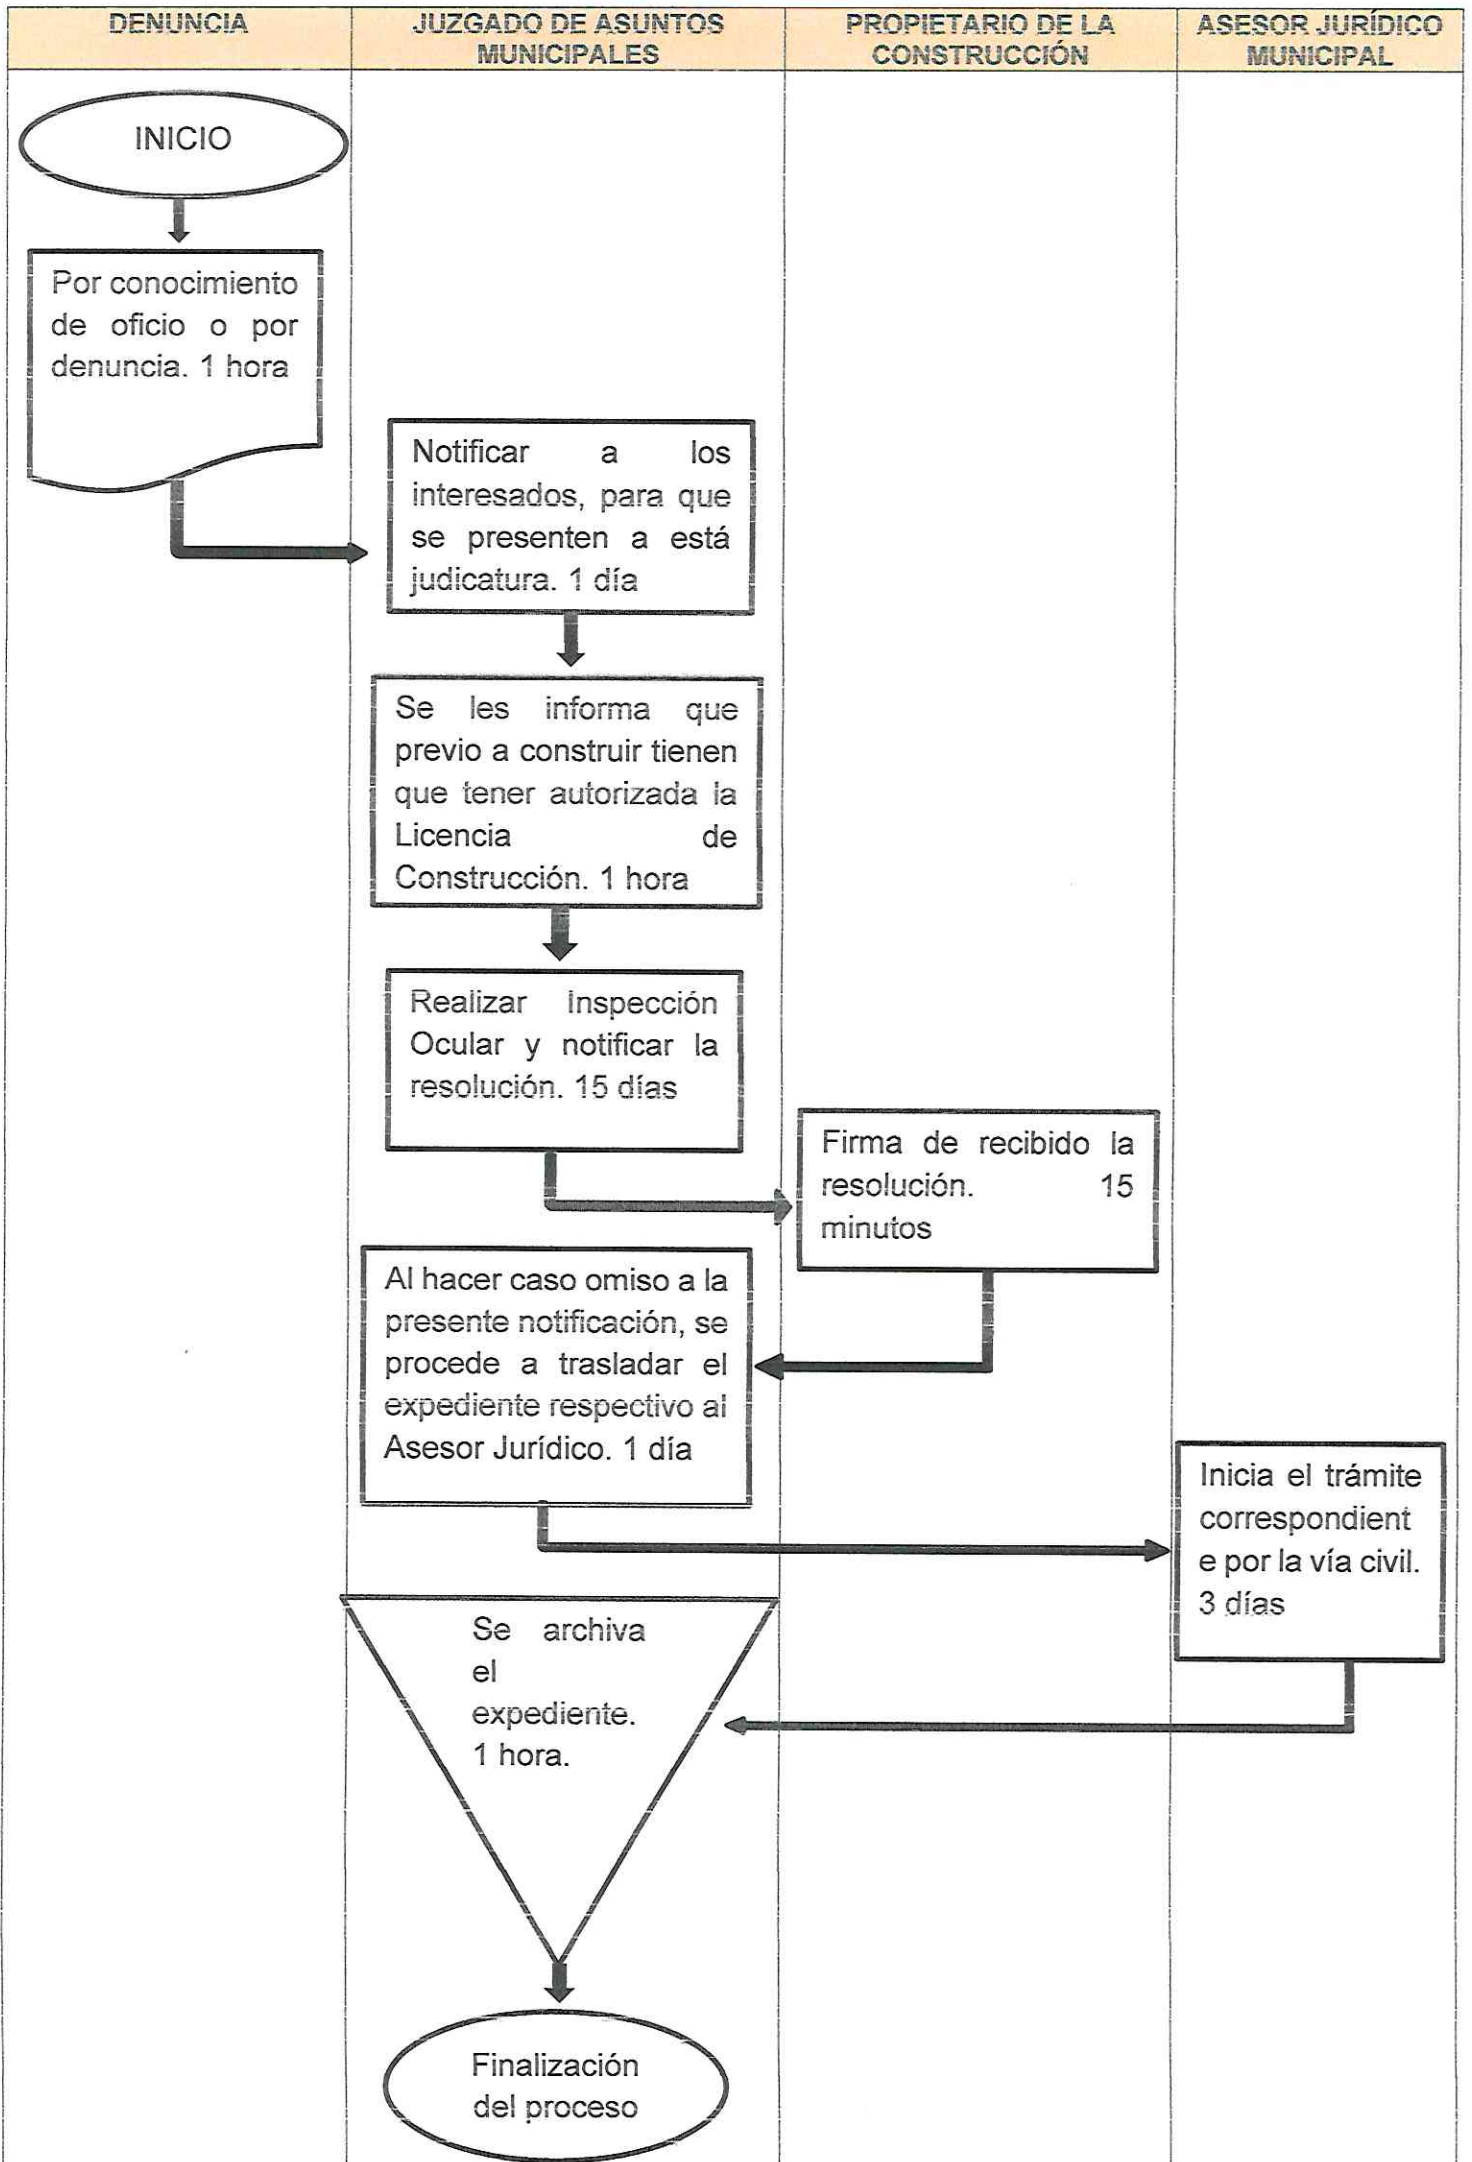 DENUNCIA
JUZGADO DE ASUNTOS
MUNICIPALES
PROPIETARIO DE LA
CONSTRUCCIÓN
ASESOR JURÍDICO
MUNICIPAL
INICIO
Por conocimiento
de oficio o por
denuncia. 1 hora
Notificar a los
interesados, para que
se presenten a está
judicatura. 1 día
Se les informa que
previo a construir tienen
que tener autorizada la
Licencia de
Construcción. 1 hora
Realizar Inspección
Ocular y notificar la
resolución. 15 días
Firma de recibido la
resolución. 15
minutos
Al hacer caso omiso a la
presente notificación, se
procede a trasladar el
expediente respectivo al
Asesor Jurídico. 1 día
Inicia el trámite
correspondient
e por la vía civil.
3 días
Se archiva
el
expediente.
1 hora.
Finalización
del proceso